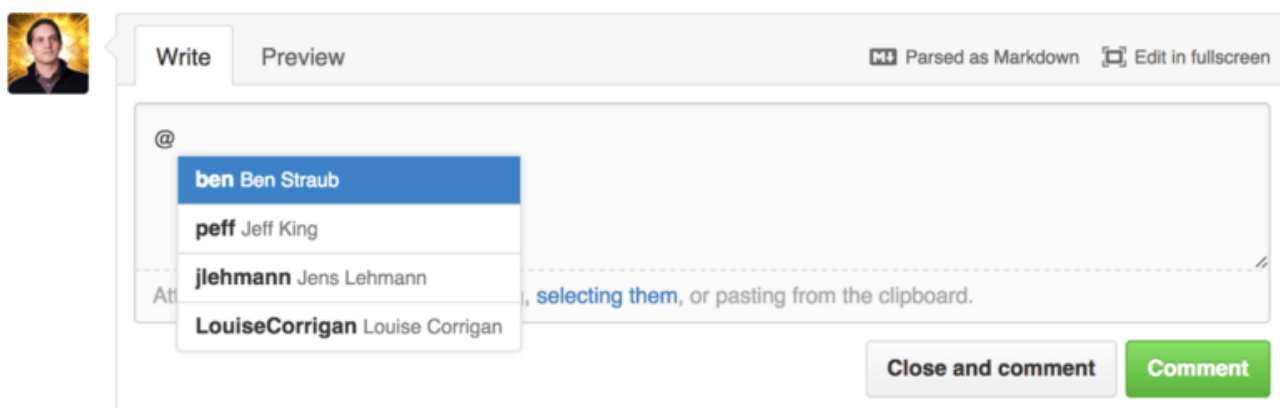 Write Preview Parsed as Markdown Edit in fullscreen
@
ben Ben Straub
peff Jeff King
jlehmann Jens Lehmann
, selecting them, or pasting from the clipboard.
LouiseCorrigan Louise Corrigan
Close and comment Comment